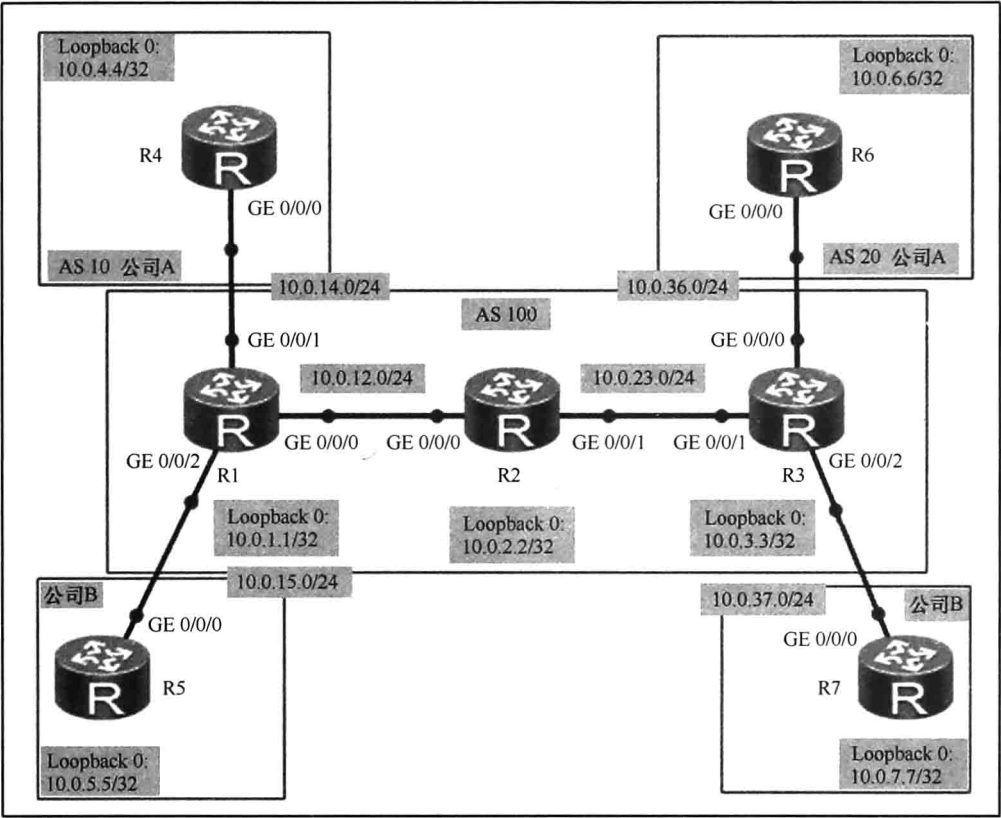 Loopback 0:
10.0.4.4/32
R4
R
GE 0/0/0
AS 10 公司A
Loopback 0:
10.0.6.6/32
R6
R
GE 0/0/0
AS 20 公司A
10.0.14.0/24
10.0.36.0/24
AS 100
GE 0/0/1
GE 0/0/0
10.0.12.0/24
10.0.23.0/24
R
R
R
GE 0/0/0
GE 0/0/0
GE 0/0/1
GE 0/0/1
GE 0/0/2
R1
R2
R3
GE 0/0/2
Loopback 0:
10.0.1.1/32
Loopback 0:
10.0.2.2/32
Loopback 0:
10.0.3.3/32
公司B
10.0.15.0/24
GE 0/0/0
R
R5
Loopback 0:
10.0.5.5/32
10.0.37.0/24
公司B
GE 0/0/0
R7
R
Loopback 0:
10.0.7.7/32